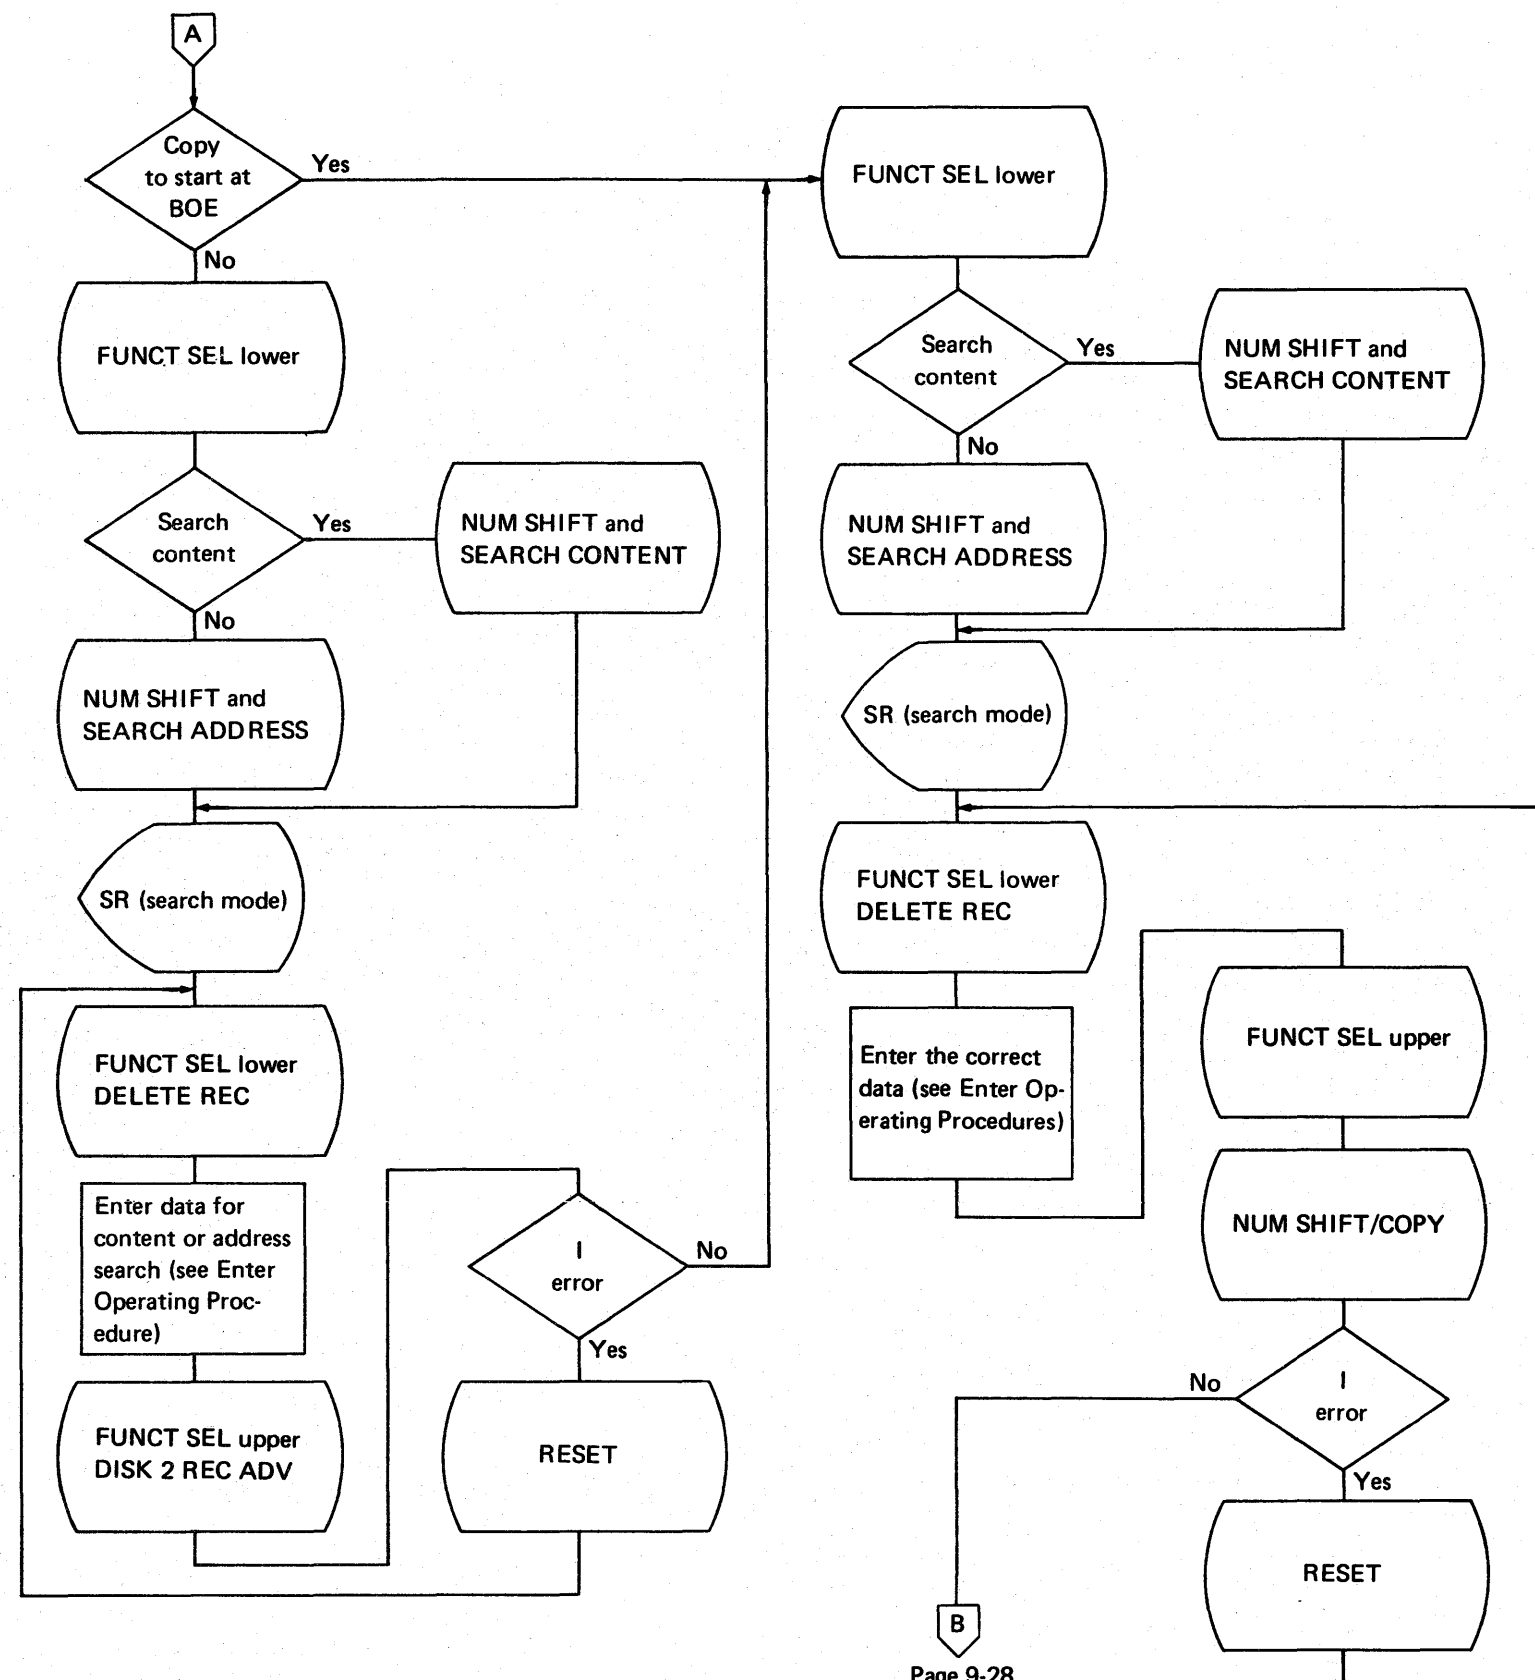 A
Copy
to start at
BOE
Yes
No
FUNCT SEL lower
Search
content
Yes
NUM SHIFT and
SEARCH CONTENT
No
NUM SHIFT and
SEARCH ADDRESS
SR (search mode)
FUNCT SEL lower
DELETE REC
Enter data for
content or address
search (see Enter
Operating Proc-
edure)
FUNCT SEL upper
DISK 2 REC ADV
I
error
No
Yes
RESET
FUNCT SEL lower
Search
content
Yes
NUM SHIFT and
SEARCH CONTENT
No
NUM SHIFT and
SEARCH ADDRESS
SR (search mode)
FUNCT SEL lower
DELETE REC
Enter the correct
data (see Enter Op-
erating Procedures)
FUNCT SEL upper
NUM SHIFT/COPY
I
error
No
Yes
RESET
B
Page 9-28